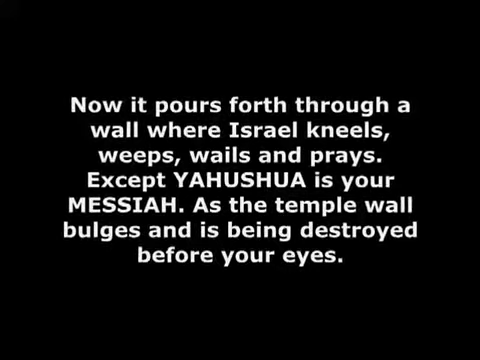 Now it pours forth through a
wall where Israel kneels,
weeps, wails and prays.
Except YAHUSHUA is your
MESSIAH. As the temple wall
bulges and is being destroyed
before your eyes.